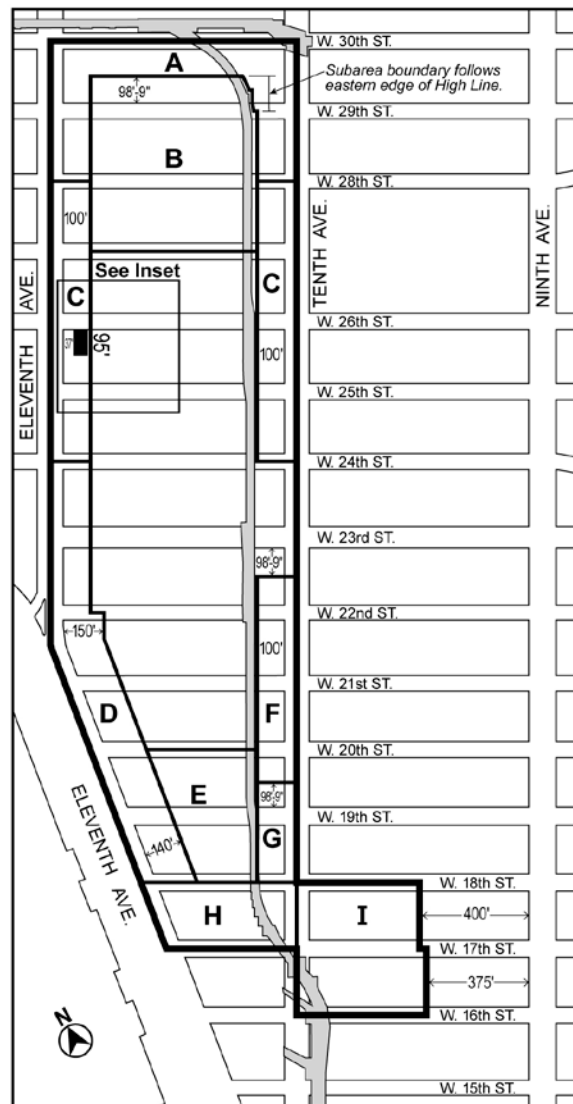 W. 30th ST.
A
Subarea boundary follows
eastern edge of High Line.
98'-9"
W. 29th ST.
B
W. 28th ST.
100'
TENTH AVE.
NINTH AVE.
See Inset
C
C
ELEVENTH AVE.
W. 26th ST.
37'
95'
100'
W. 25th ST.
W. 24th ST.
W. 23rd ST.
98'-9"
W. 22nd ST.
150'
100'
W. 21st ST.
D
F
W. 20th ST.
E
98'-9"
W. 19th ST.
ELEVENTH AVE.
140'
G
W. 18th ST.
H
I
400'
W. 17th ST.
375'
W. 16th ST.
N
W. 15th ST.